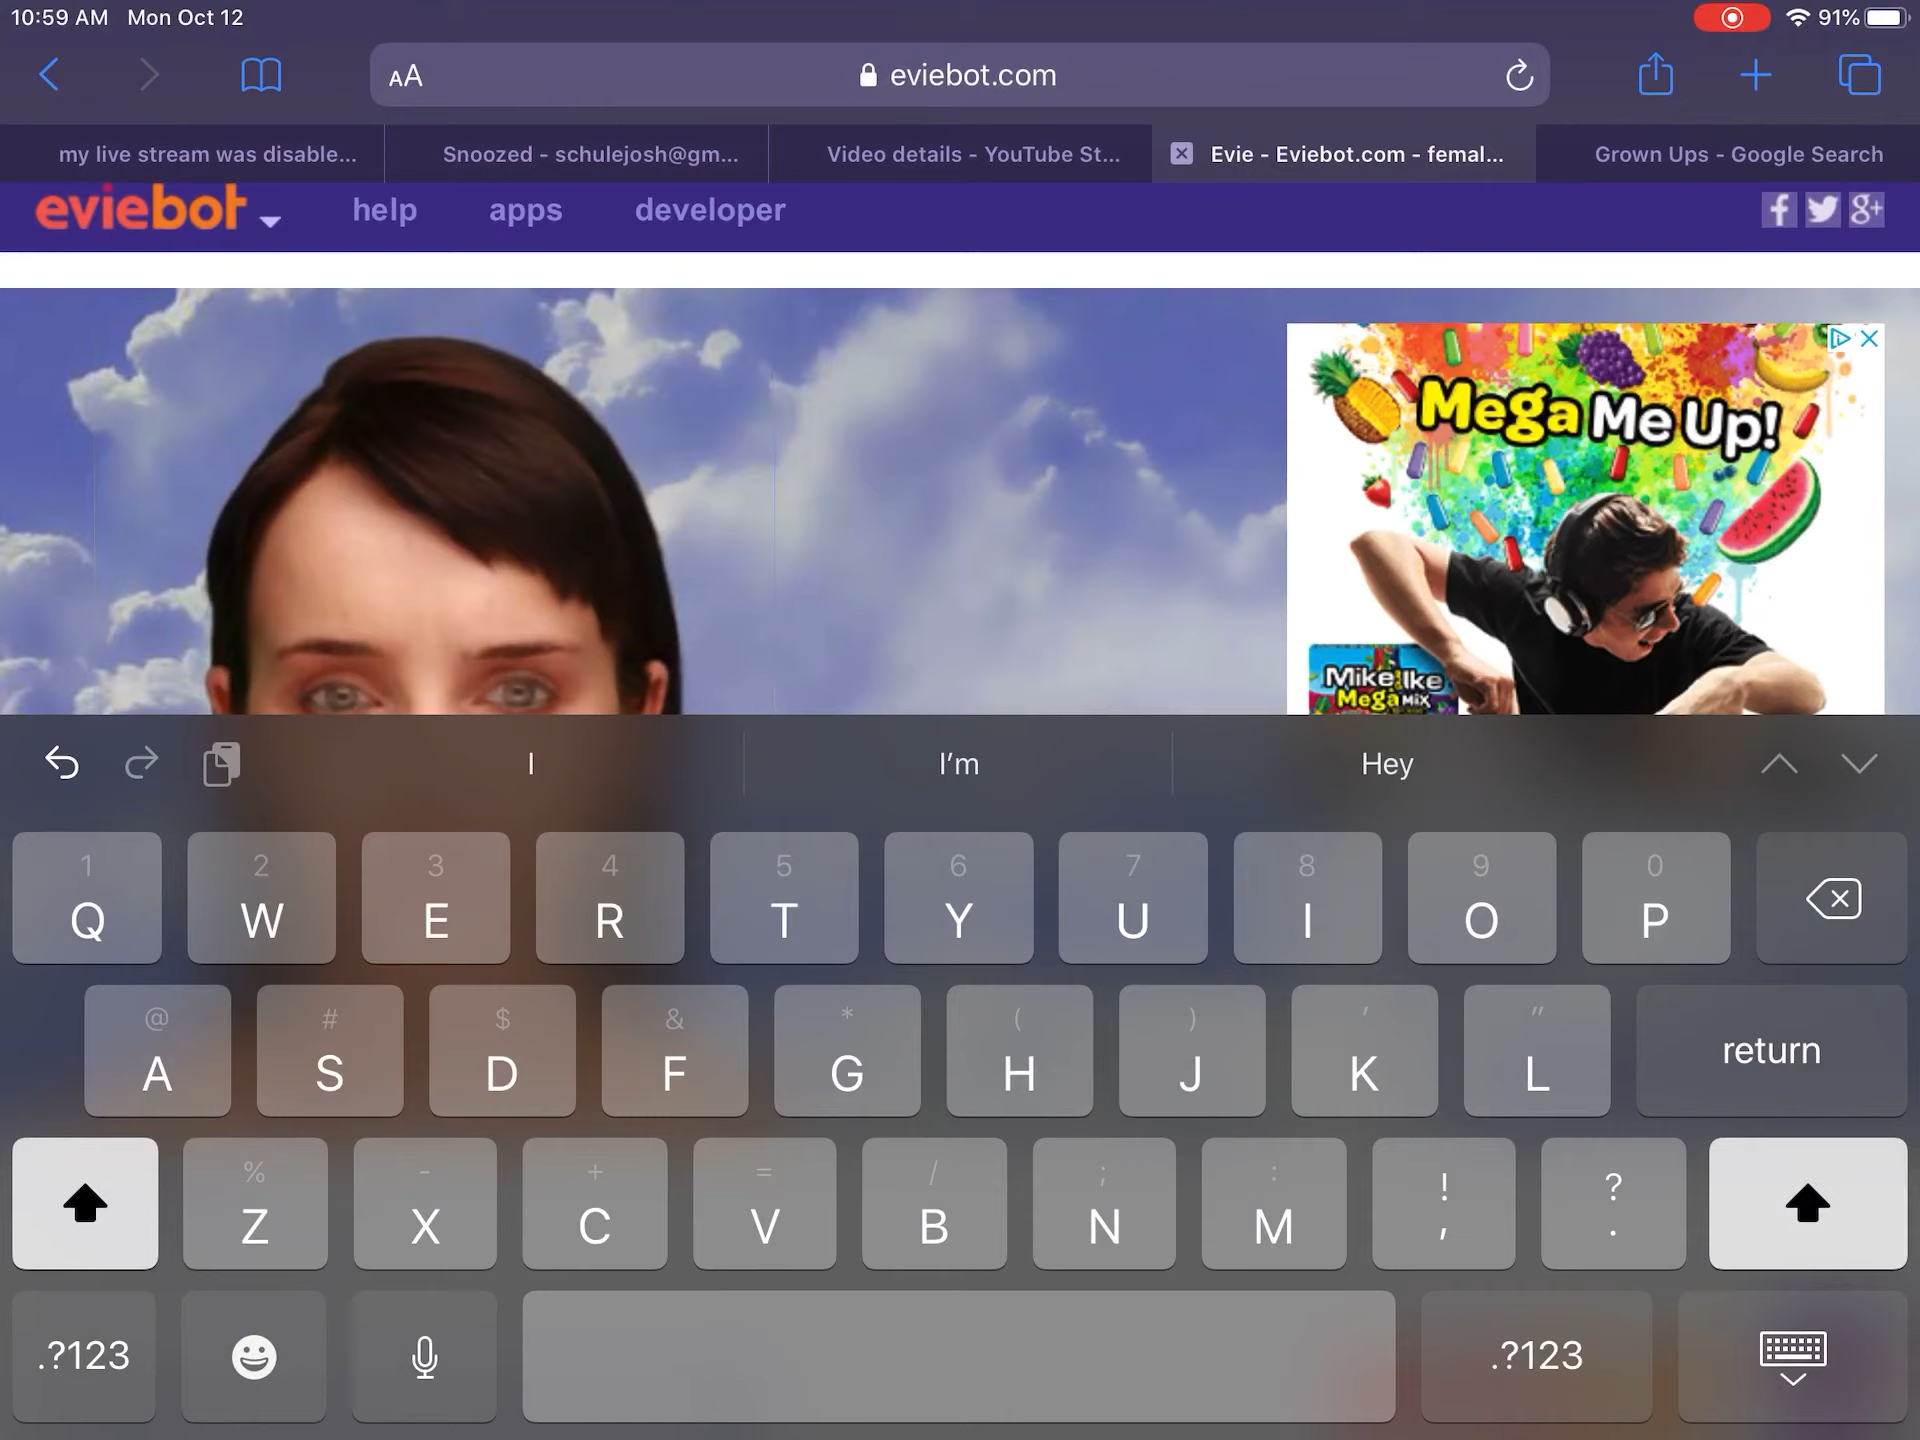 10:59 AM Mon Oct 12
91%
AA
eviebot.com
my live stream was disable...
Snoozed - schulejosh@gm...
Video details - YouTube St...
Evie - Eviebot.com - femal...
Grown Ups - Google Search
eviebot
help
apps
developer
f
g+
Mega Me Up!
Mike and Ike
Mega Mix
I
I'm
Hey
1 2 3 4 5 6 7 8 9 0
Q W E R T Y U I O P
@ # $ & * ( ) ' "
A S D F G H J K L return
% - + = / ; : ! ?
Z X C V B N M , .
.?123
.?123